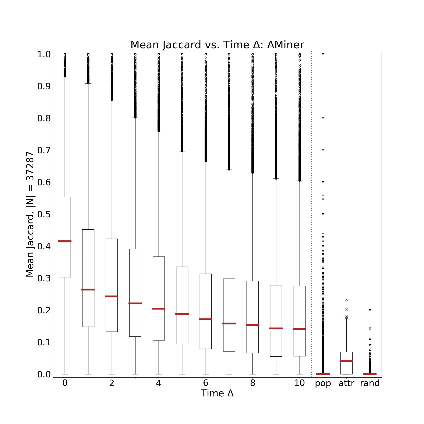 Mean Jaccard vs. Time Δ: AMiner
Mean Jaccard, |N| = 37287
1.0
0.9
0.8
0.7
0.6
0.5
0.4
0.3
0.2
0.1
0.0
0 2 4 6 8 10 pop attr rand
Time Δ